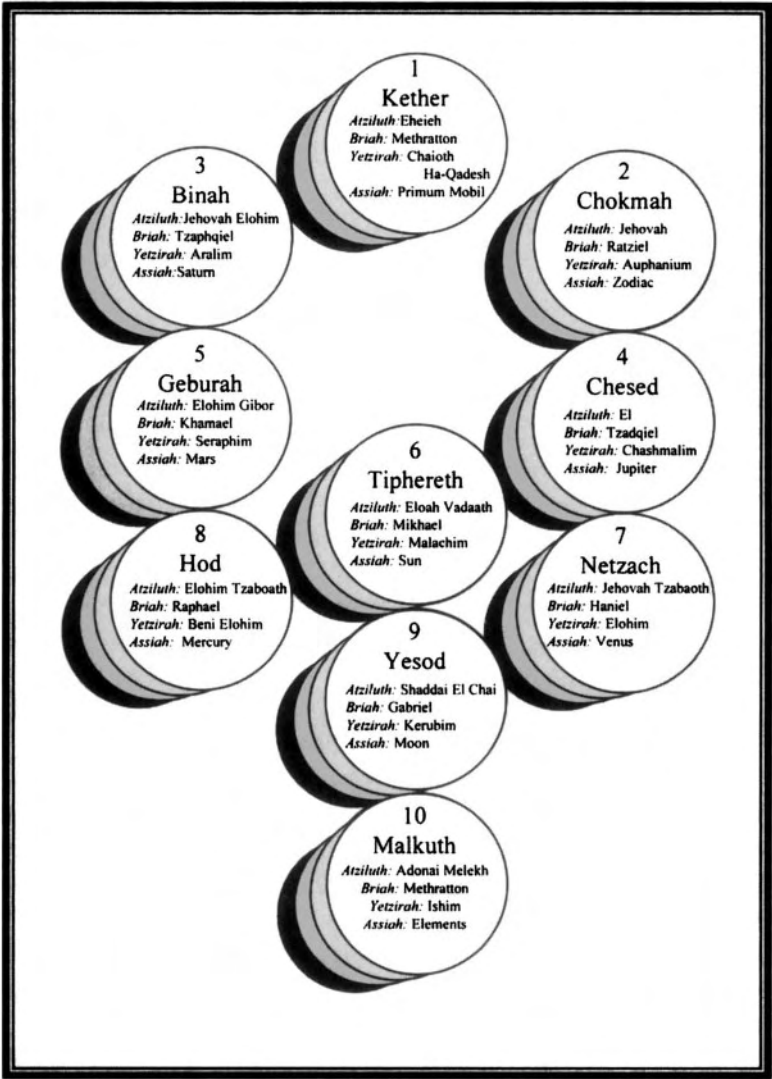 1
Kether
Atziluth:Eheieh
Briah: Methratton
Yetzirah: Chaioth
Ha-Qadesh
Assiah: Primum Mobil
3
Binah
Atziluth:Jehovah Elohim
Briah: Tzaphqiel
Yetzirah: Aralim
Assiah:Saturn
2
Chokmah
Atziluth: Jehovah
Briah: Ratziel
Yetzirah: Auphanium
Assiah: Zodiac
5
Geburah
Atziluth: Elohim Gibor
Briah: Khamael
Yetzirah: Seraphim
Assiah: Mars
4
Chesed
Atziluth: El
Briah: Tzadqiel
Yetzirah: Chashmalim
Assiah: Jupiter
6
Tiphereth
Atziluth: Eloah Vadaath
Briah: Mikhael
Yetzirah: Malachim
Assiah: Sun
8
Hod
Atziluth: Elohim Tzaboath
Briah: Raphael
Yetzirah: Beni Elohim
Assiah: Mercury
7
Netzach
Atziluth: Jehovah Tzabaoth
Briah: Haniel
Yetzirah: Elohim
Assiah: Venus
9
Yesod
Atziluth: Shaddai El Chai
Briah: Gabriel
Yetzirah: Kerubim
Assiah: Moon
10
Malkuth
Atziluth: Adonai Melekh
Briah: Methratton
Yetzirah: Ishim
Assiah: Elements